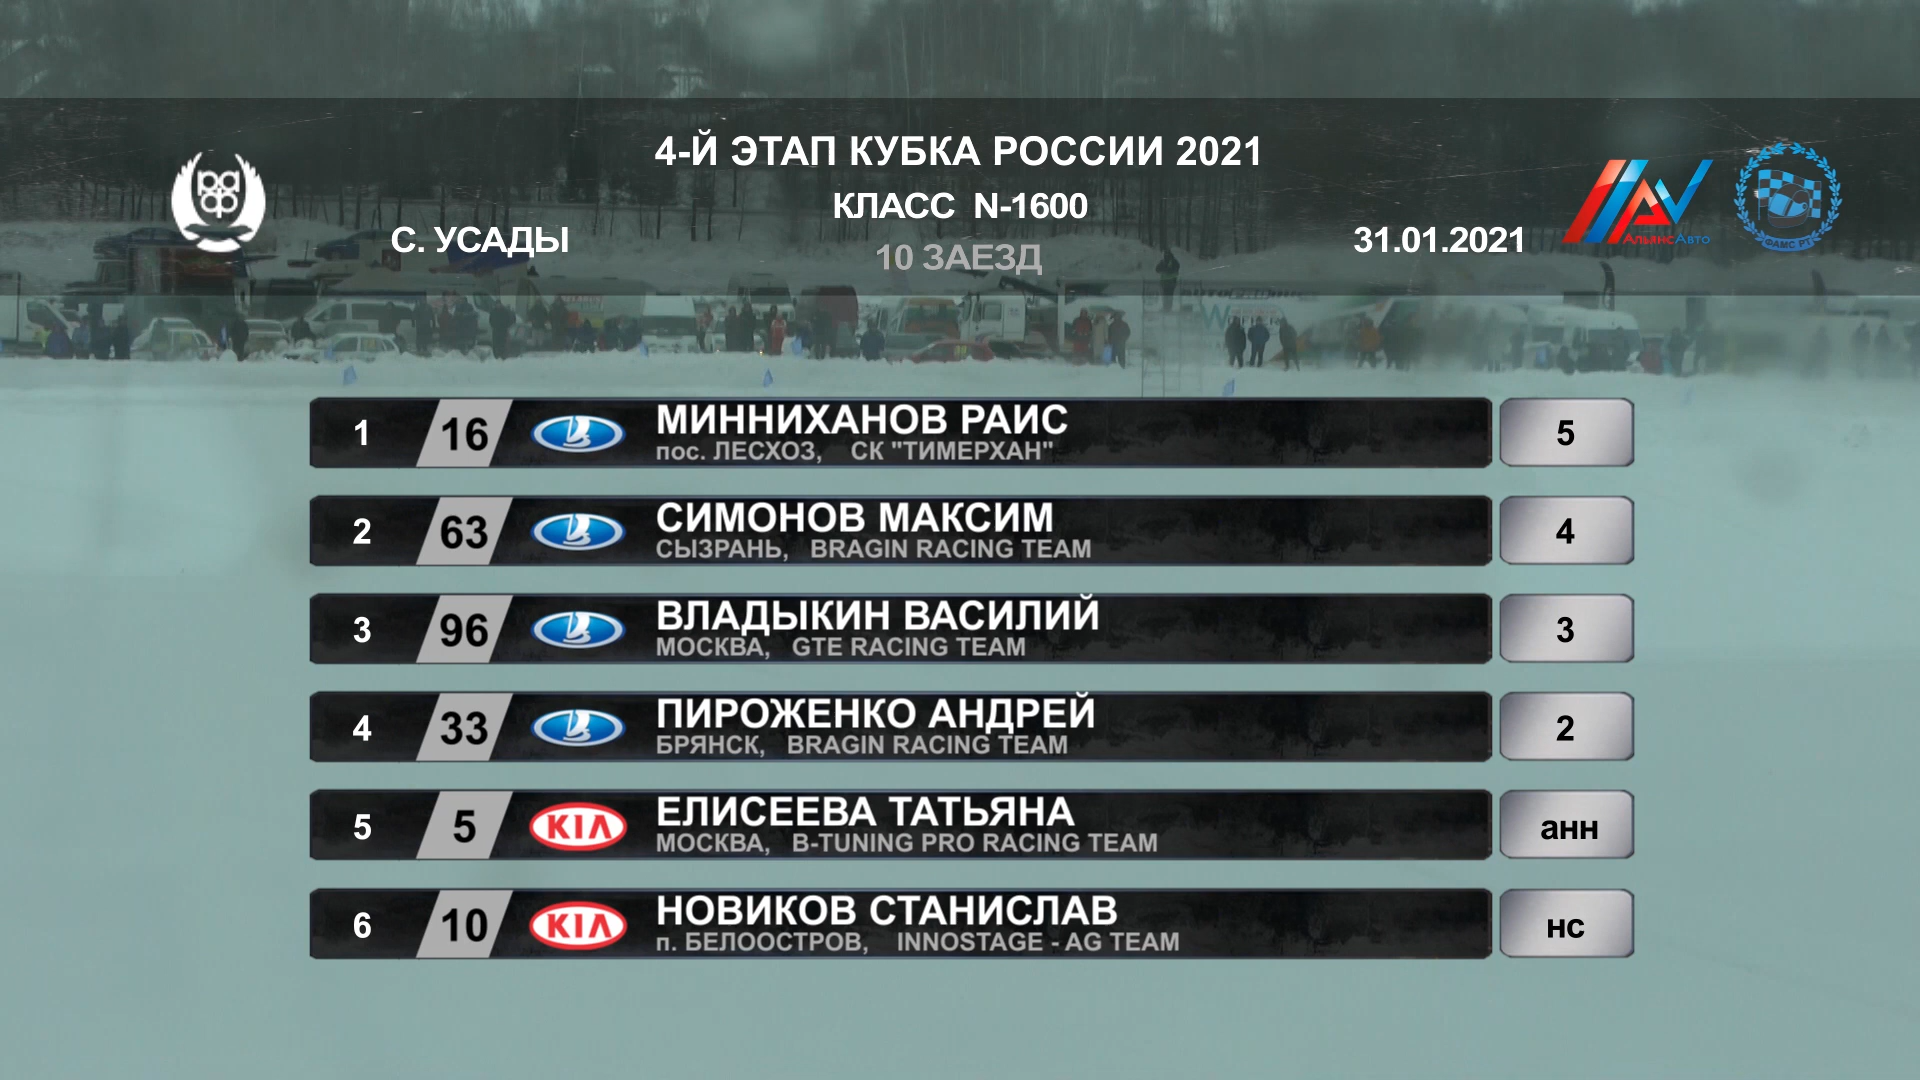 4-Й ЭТАП КУБКА РОССИИ 2021
КЛАСС N-1600
С. УСАДЫ
10 ЗАЕЗД
31.01.2021
АльянсАвто
ФАМС РТ
1 16 МИННИХАНОВ РАИС 5
пос. ЛЕСХОЗ, СК "ТИМЕРХАН"
2 63 СИМОНОВ МАКСИМ 4
СЫЗРАНЬ, BRAGIN RACING TEAM
3 96 ВЛАДЫКИН ВАСИЛИЙ 3
МОСКВА, GTE RACING TEAM
4 33 ПИРОЖЕНКО АНДРЕЙ 2
БРЯНСК, BRAGIN RACING TEAM
5 5 KIA ЕЛИСЕЕВА ТАТЬЯНА анн
МОСКВА, B-TUNING PRO RACING TEAM
6 10 KIA НОВИКОВ СТАНИСЛАВ нс
п. БЕЛООСТРОВ, INNOSTAGE - AG TEAM